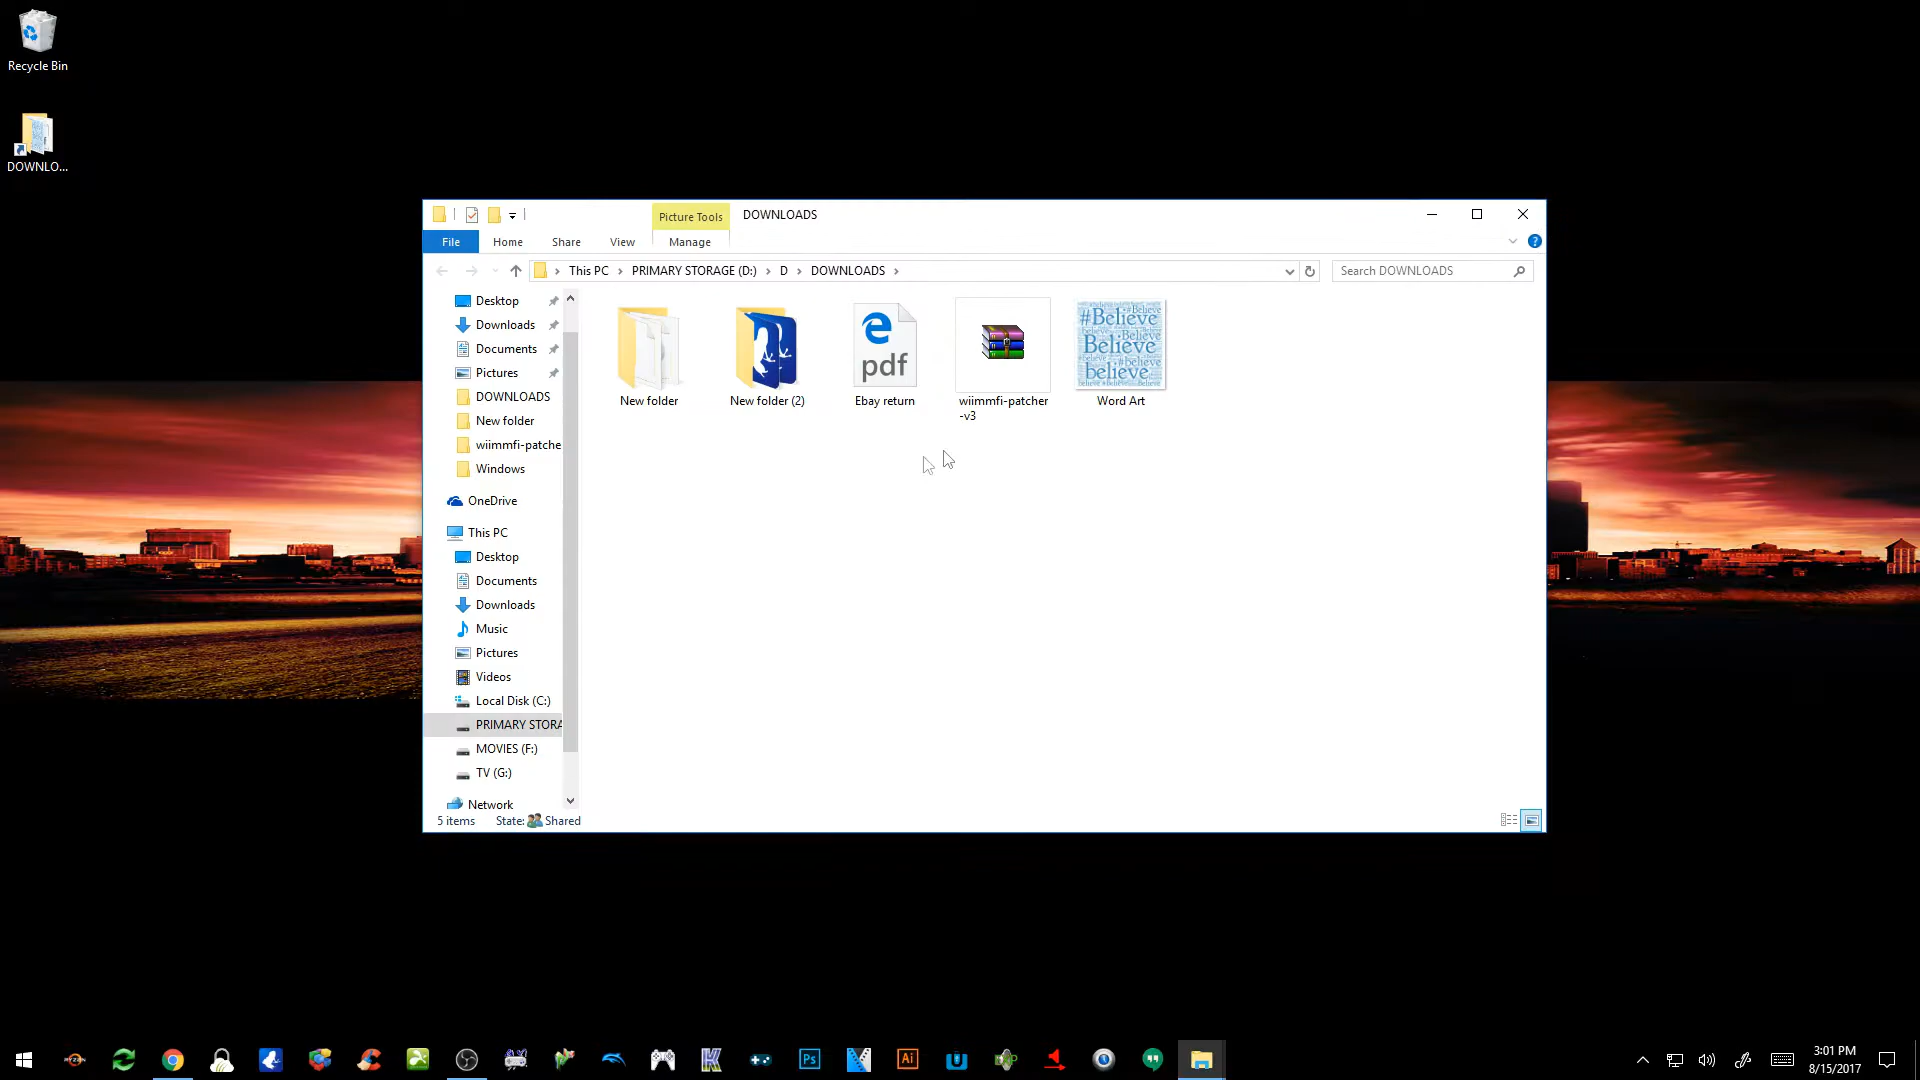 Recycle Bin
DOWNLO...
Picture Tools
DOWNLOADS
File
Home
Share
View
Manage
This PC
PRIMARY STORAGE (D:)
D
DOWNLOADS
Search DOWNLOADS
Desktop
Downloads
Documents
Pictures
DOWNLOADS
New folder
wiimmfi-patche
Windows
OneDrive
This PC
Desktop
Documents
Downloads
Music
Pictures
Videos
Local Disk (C:)
PRIMARY STORA
MOVIES (F:)
TV (G:)
Network
New folder
New folder (2)
pdf
Ebay return
wiimmfi-patcher
-v3
#Believe
Believe
believe
Word Art
5 items
State:
Shared
RYZEN
Ps
Ai
3:01 PM
8/15/2017